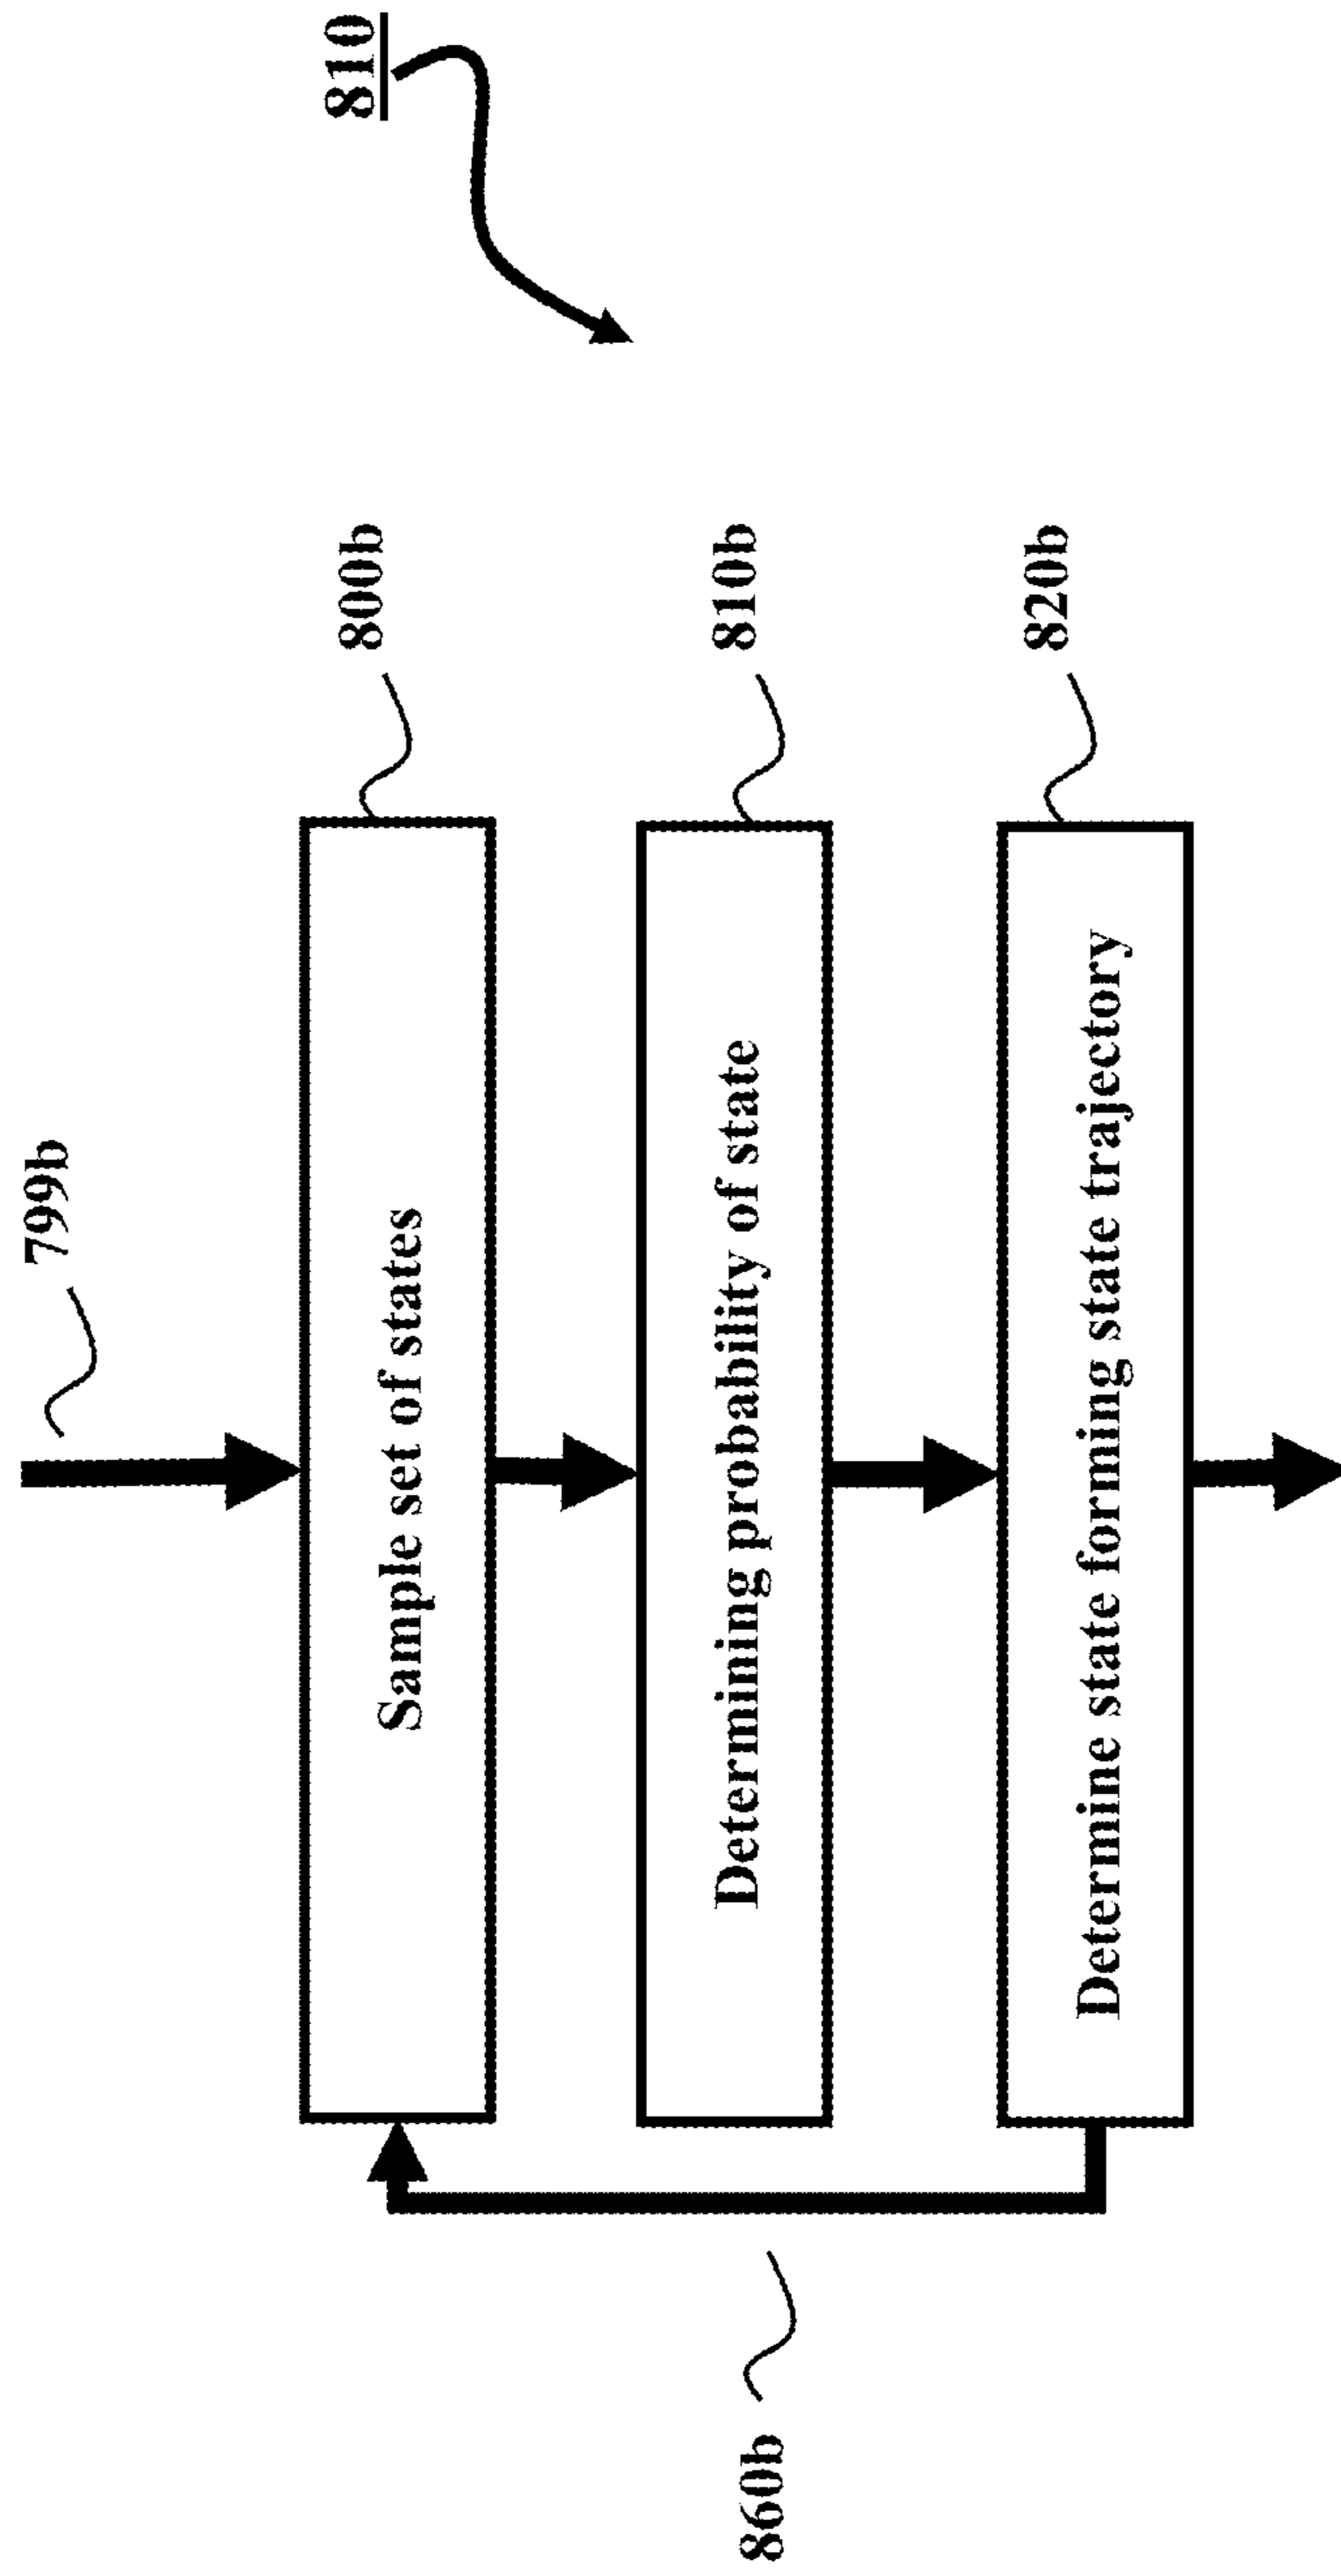 810
799b
800b
Sample set of states
810b
Determining probability of state
820b
Determine state forming state trajectory
860b